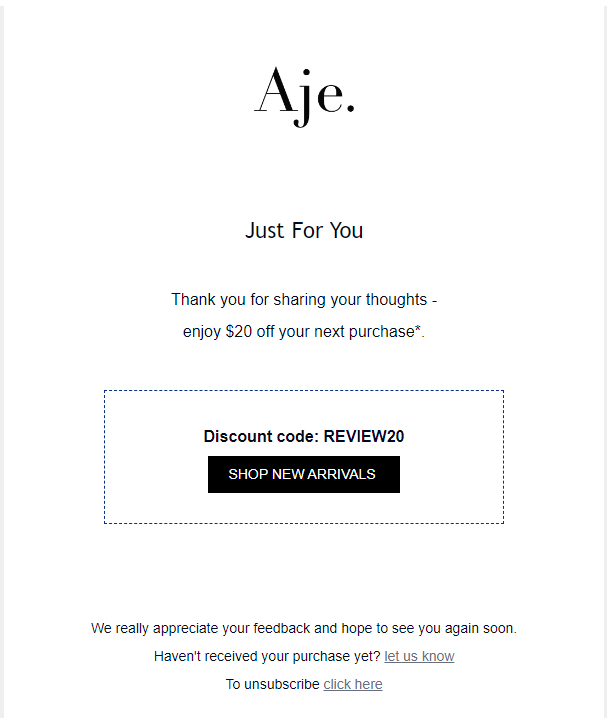 Aje.
Just For You
Thank you for sharing your thoughts -
enjoy $20 off your next purchase*.
Discount code: REVIEW20
SHOP NEW ARRIVALS
We really appreciate your feedback and hope to see you again soon.
Haven't received your purchase yet? let us know
To unsubscribe click here